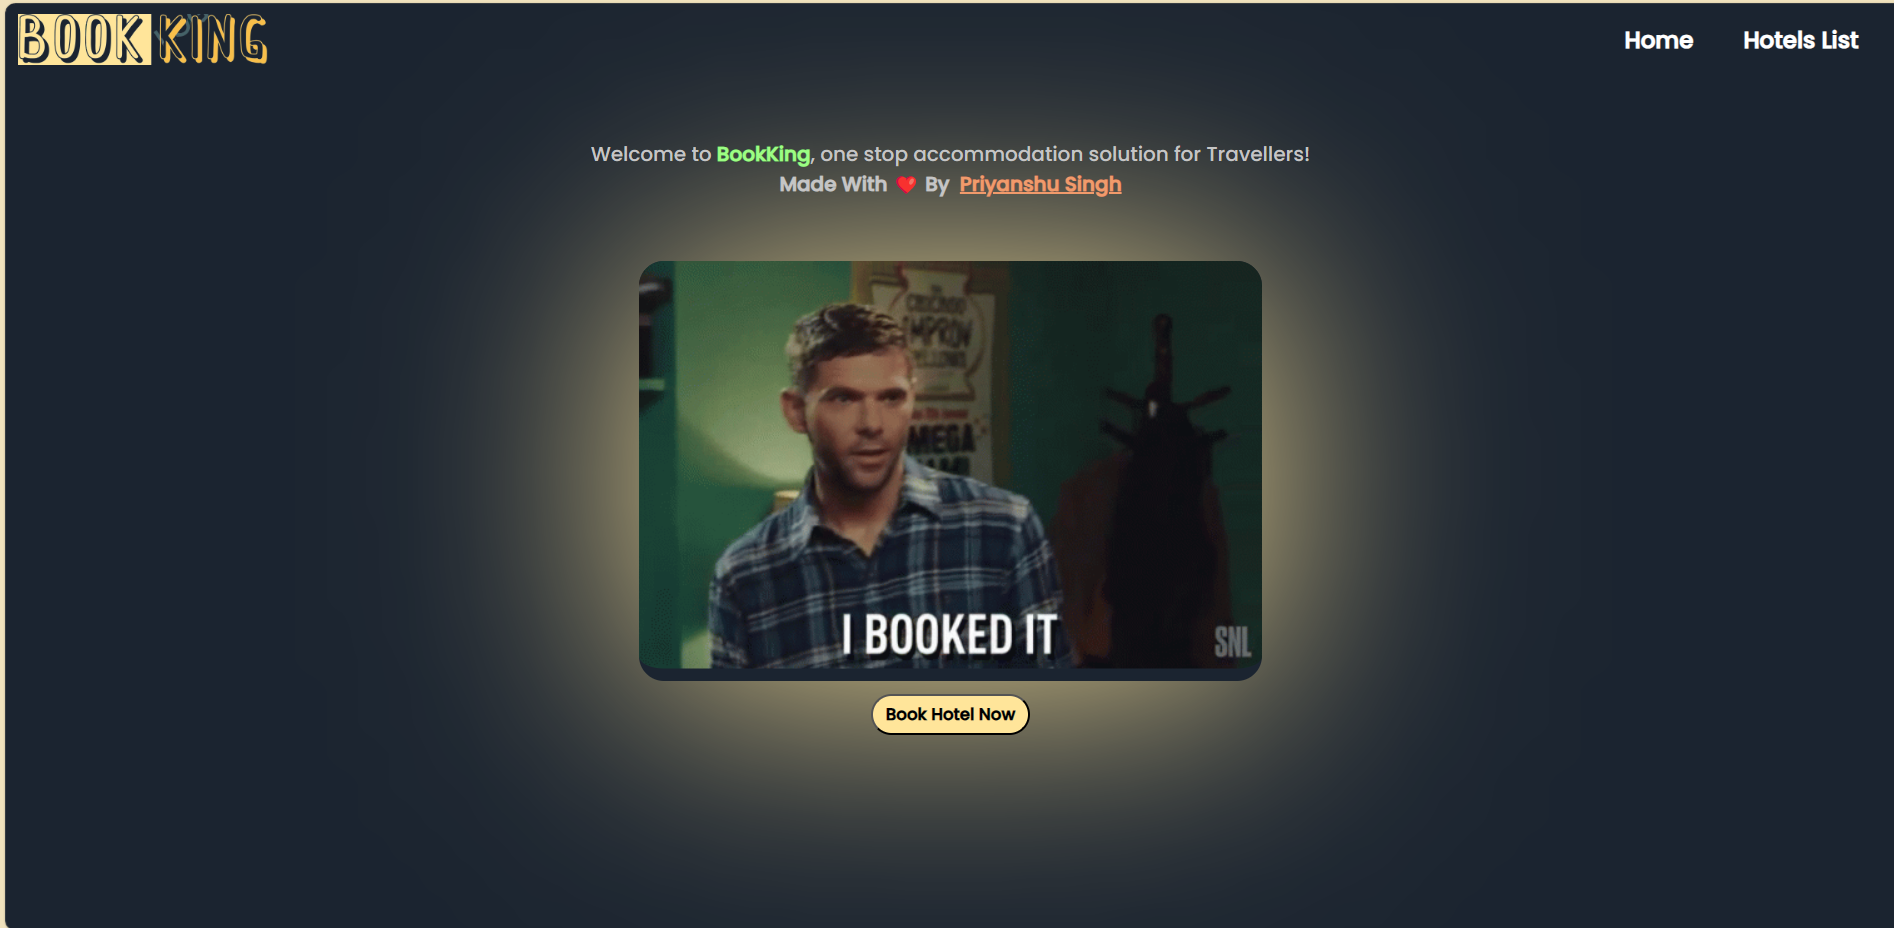 BOOK KING
Home
Hotels List
Welcome to BookKing, one stop accommodation solution for Travellers!
Made With ❤️ By Priyanshu Singh
CHICAGO
IMPROV
MEGA
I BOOKED IT
SNL
Book Hotel Now